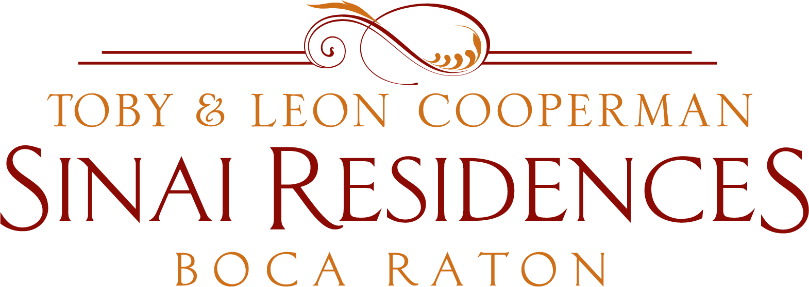 TOBY & LEON COOPERMAN
SINAI RESIDENCES
BOCA RATON